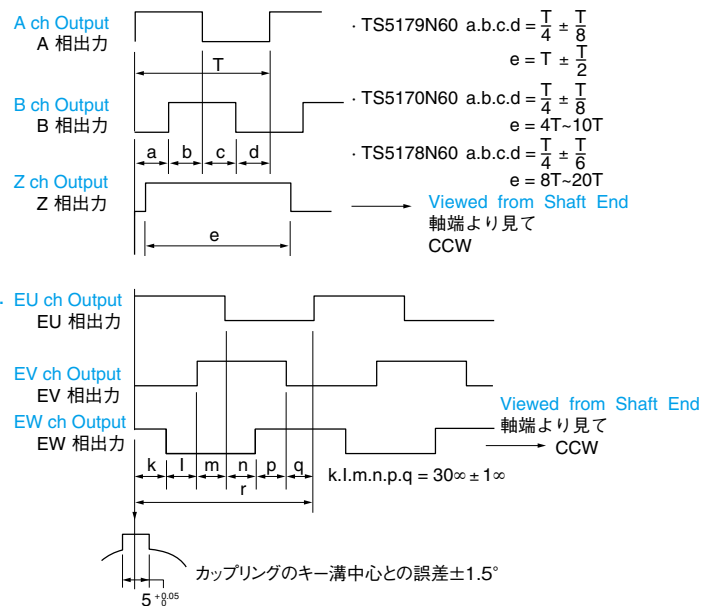 A ch Output
A 相出力
T
B ch Output
B 相出力
a b c d
Z ch Output
Z 相出力
e
· TS5179N60 a.b.c.d = T/4 ± T/8
e = T ± T/2
· TS5170N60 a.b.c.d = T/4 ± T/8
e = 4T~10T
· TS5178N60 a.b.c.d = T/4 ± T/6
e = 8T~20T
Viewed from Shaft End
軸端より見て
CCW
EU ch Output
EU 相出力
EV ch Output
EV 相出力
EW ch Output
EW 相出力
k l m n p q
r
Viewed from Shaft End
軸端より見て
CCW
k.l.m.n.p.q = 30∞ ± 1∞
カップリングのキー溝中心との誤差±1.5°
5 +0.05 0